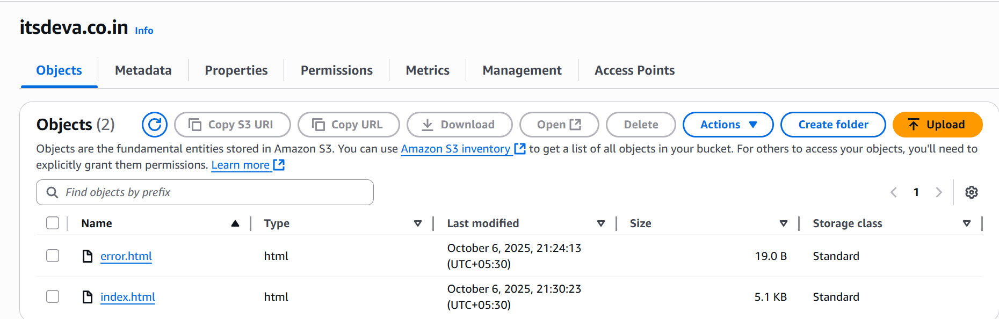 itsdeva.co.in Info
Objects Metadata Properties Permissions Metrics Management Access Points
Objects (2) Copy S3 URI Copy URL Download Open Delete Actions Create folder Upload
Objects are the fundamental entities stored in Amazon S3. You can use Amazon S3 inventory to get a list of all objects in your bucket. For others to access your objects, you'll need to
explicitly grant them permissions. Learn more
Find objects by prefix 1
Name Type Last modified Size Storage class
error.html html October 6, 2025, 21:24:13 (UTC+05:30) 19.0 B Standard
index.html html October 6, 2025, 21:30:23 (UTC+05:30) 5.1 KB Standard